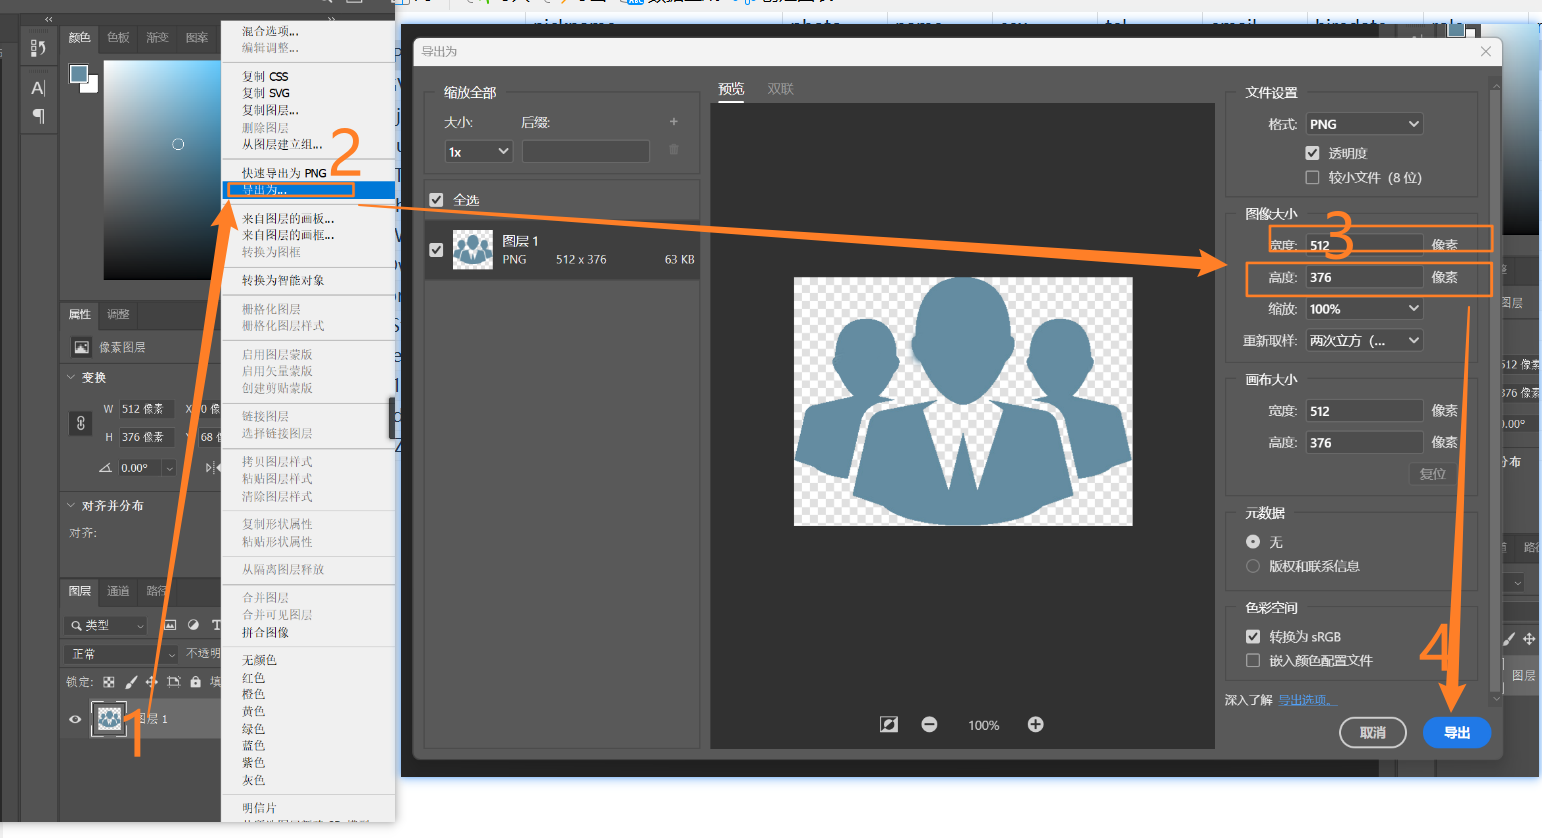 颜色 色板 渐变 图案
属性 调整
像素图层
变换
W 512 像素 X 0 像
H 376 像素 Y 68 像
0.00°
对齐并分布
对齐:
图层 通道 路径
类型
正常 不透明
锁定: 填
图层 1
1
混合选项...
编辑调整...
复制 CSS
复制 SVG
复制图层...
删除图层
从图层建立组...
快速导出为 PNG
导出为...
2
来自图层的画板...
来自图层的画框...
转换为图框
转换为智能对象
栅格化图层
栅格化图层样式
启用图层蒙版
启用矢量蒙版
创建剪贴蒙版
链接图层
选择链接图层
拷贝图层样式
粘贴图层样式
清除图层样式
复制形状属性
粘贴形状属性
从隔离图层释放
合并图层
合并可见图层
拼合图像
无颜色
红色
橙色
黄色
绿色
蓝色
紫色
灰色
明信片
导出为
缩放全部
大小: 后缀:
1x
全选
图层 1
PNG 512 x 376 63 KB
预览 双联
100%
文件设置
格式: PNG
透明度
较小文件（8 位）
图像大小
宽度: 512 像素
3
高度: 376 像素
缩放: 100%
重新取样: 两次立方（...
画布大小
宽度: 512 像素
高度: 376 像素
复位
元数据
无
版权和联系信息
色彩空间
转换为 sRGB
嵌入颜色配置文件
4
深入了解 导出选项。
取消 导出
图层
512 像素
376 像素
0.00°
分布
路径
图层